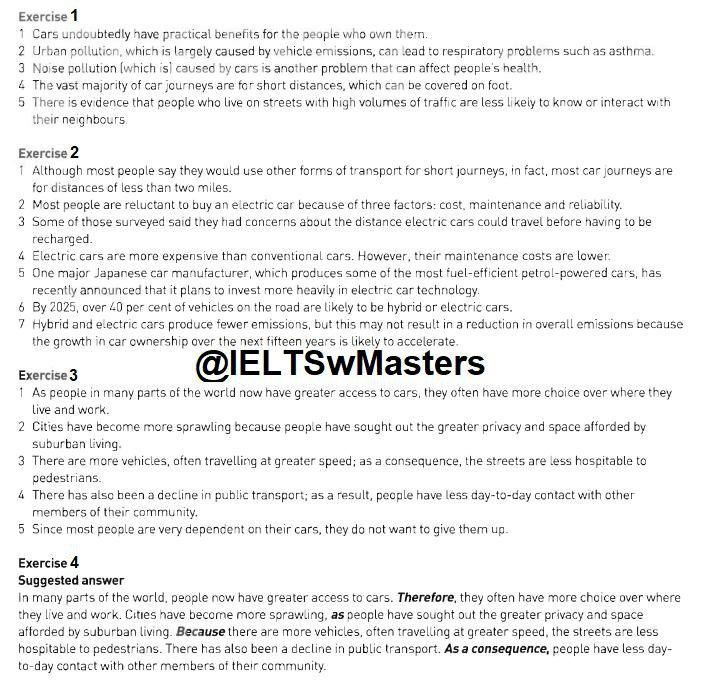 Exercise 1
1 Cars undoubtedly have practical benefits for the people who own them.
2 Urban pollution, which is largely caused by vehicle emissions, can lead to respiratory problems such as asthma.
3 Noise pollution (which is) caused by cars is another problem that can affect people's health.
4 The vast majority of car journeys are for short distances, which can be covered on foot.
5 There is evidence that people who live on streets with high volumes of traffic are less likely to know or interact with
their neighbours.
Exercise 2
1 Although most people say they would use other forms of transport for short journeys, in fact, most car journeys are
for distances of less than two miles.
2 Most people are reluctant to buy an electric car because of three factors: cost, maintenance and reliability.
3 Some of those surveyed said they had concerns about the distance electric cars could travel before having to be
recharged.
4 Electric cars are more expensive than conventional cars. However, their maintenance costs are lower.
5 One major Japanese car manufacturer, which produces some of the most fuel-efficient petrol-powered cars, has
recently announced that it plans to invest more heavily in electric car technology.
6 By 2025, over 40 per cent of vehicles on the road are likely to be hybrid or electric cars.
7 Hybrid and electric cars produce fewer emissions, but this may not result in a reduction in overall emissions because
the growth in car ownership over the next fifteen years is likely to accelerate.
@IELTSwMasters
Exercise 3
1 As people in many parts of the world now have greater access to cars, they often have more choice over where they
live and work.
2 Cities have become more sprawling because people have sought out the greater privacy and space afforded by
suburban living.
3 There are more vehicles, often travelling at greater speed; as a consequence, the streets are less hospitable to
pedestrians.
4 There has also been a decline in public transport; as a result, people have less day-to-day contact with other
members of their community.
5 Since most people are very dependent on their cars, they do not want to give them up.
Exercise 4
Suggested answer
In many parts of the world, people now have greater access to cars. Therefore, they often have more choice over where
they live and work. Cities have become more sprawling, as people have sought out the greater privacy and space
afforded by suburban living. Because there are more vehicles, often travelling at greater speed, the streets are less
hospitable to pedestrians. There has also been a decline in public transport. As a consequence, people have less day-
to-day contact with other members of their community.